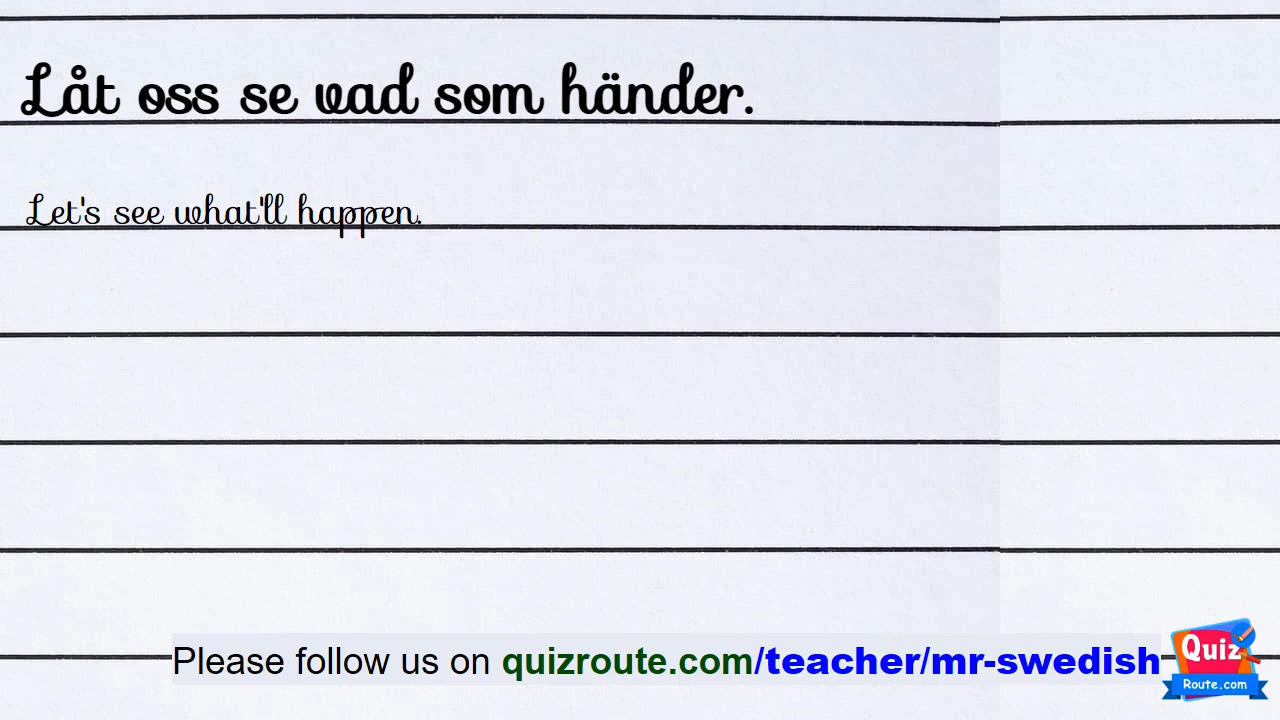 Låt oss se vad som händer.
Let's see what'll happen.
Please follow us on quizroute.com/teacher/mr-swedish
Quiz
Route.com